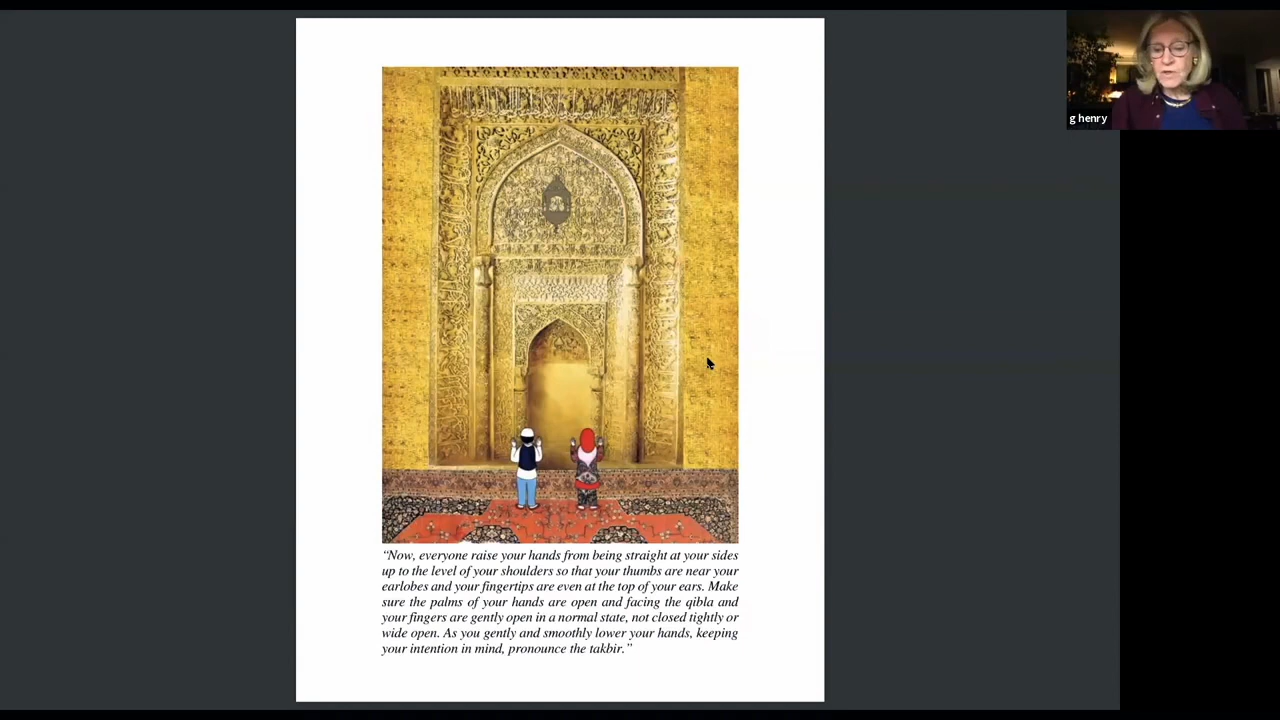 g henry
“Now, everyone raise your hands from being straight at your sides
up to the level of your shoulders so that your thumbs are near your
earlobes and your fingertips are even at the top of your ears. Make
sure the palms of your hands are open and facing the qibla and
your fingers are gently open in a normal state, not closed tightly or
wide open. As you gently and smoothly lower your hands, keeping
your intention in mind, pronounce the takbir.”